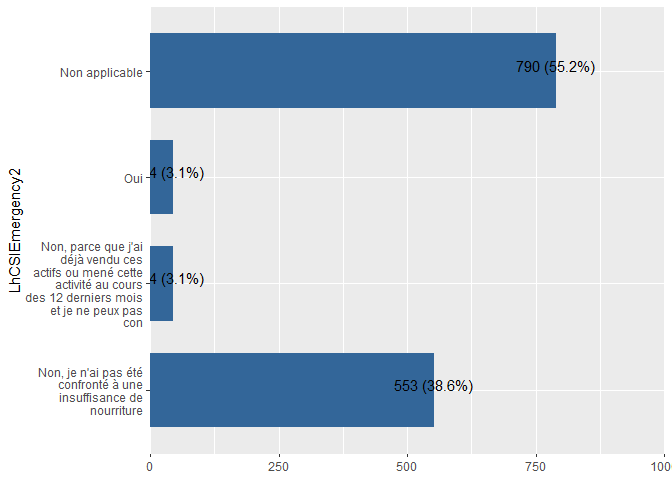 LhCSIEmergency2
Non applicable
790 (55.2%)
Oui
4 (3.1%)
Non, parce que j'ai
déjà vendu ces
actifs ou mené cette
activité au cours
des 12 derniers mois
et je ne peux pas
con
4 (3.1%)
Non, je n'ai pas été
confronté à une
insuffisance de
nourriture
553 (38.6%)
0
250
500
750
100